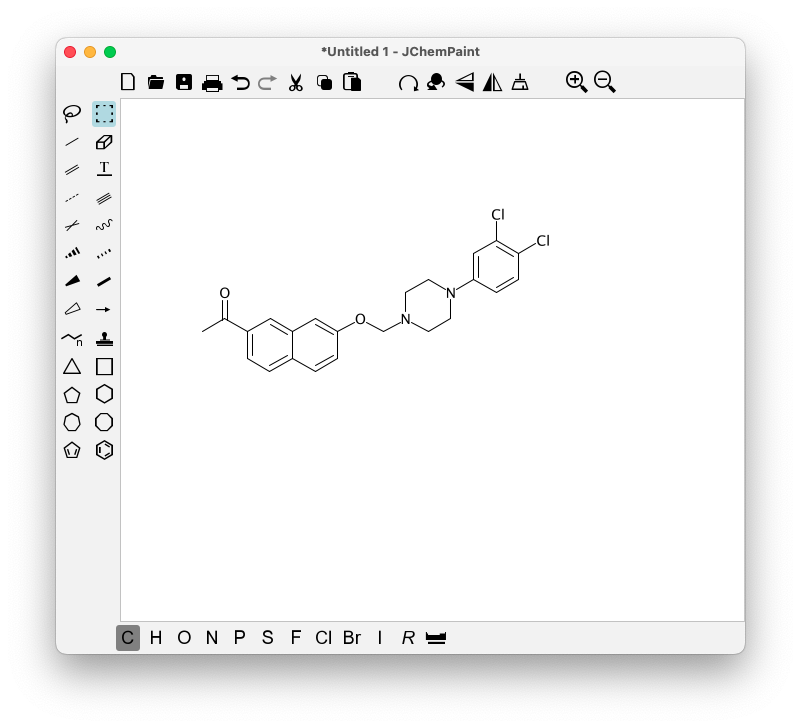 *Untitled 1 - JChemPaint
T
n
Cl
Cl
N
O
O
N
C H O N P S F Cl Br I R